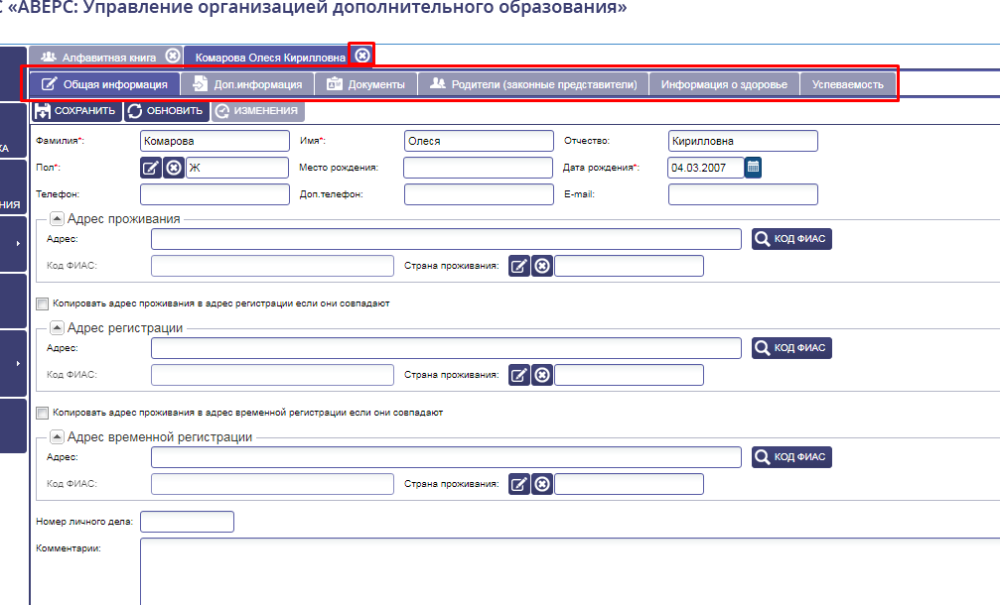 С «АВЕРС: Управление организацией дополнительного образования»
Алфавитная книга Комарова Олеся Кирилловна
Общая информация Доп.информация Документы Родители (законные представители) Информация о здоровье Успеваемость
СОХРАНИТЬ ОБНОВИТЬ ИЗМЕНЕНИЯ
Фамилия*: Комарова Имя*: Олеся Отчество: Кирилловна
КА
Пол*: Ж Место рождения: Дата рождения*: 04.03.2007
Телефон: Доп.телефон: E-mail:
НИЯ
Адрес проживания
Адрес: КОД ФИАС
Код ФИАС: Страна проживания:
Копировать адрес проживания в адрес регистрации если они совпадают
Адрес регистрации
Адрес: КОД ФИАС
Код ФИАС: Страна проживания:
Копировать адрес проживания в адрес временной регистрации если они совпадают
Адрес временной регистрации
Адрес: КОД ФИАС
Код ФИАС: Страна проживания:
Номер личного дела:
Комментарии: